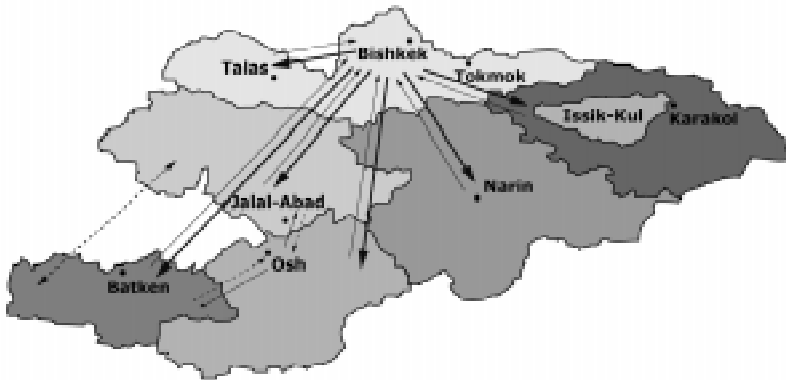 Bishkek
Talas
Tokmok
Issik-Kul
Karakol
Narin
Jalal-Abad
Osh
Batken